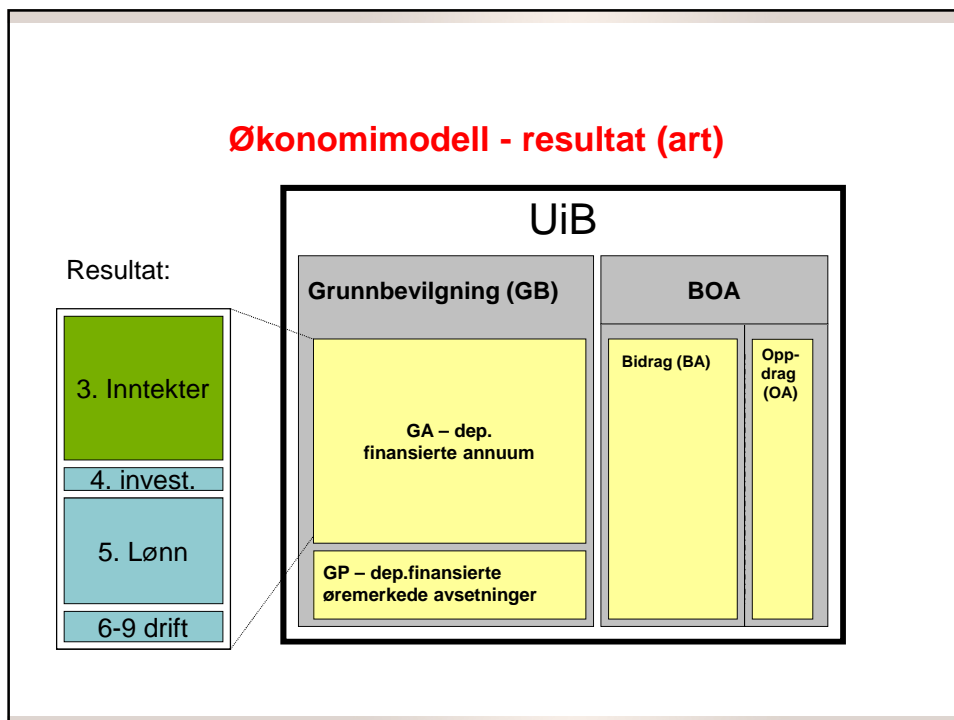 Økonomimodell - resultat (art)
UiB
Resultat:
3. Inntekter
4. invest.
5. Lønn
6-9 drift
Grunnbevilgning (GB)
GA – dep.
finansierte annuum
GP – dep.finansierte
øremerkede avsetninger
BOA
Bidrag (BA)
Opp-
drag
(OA)